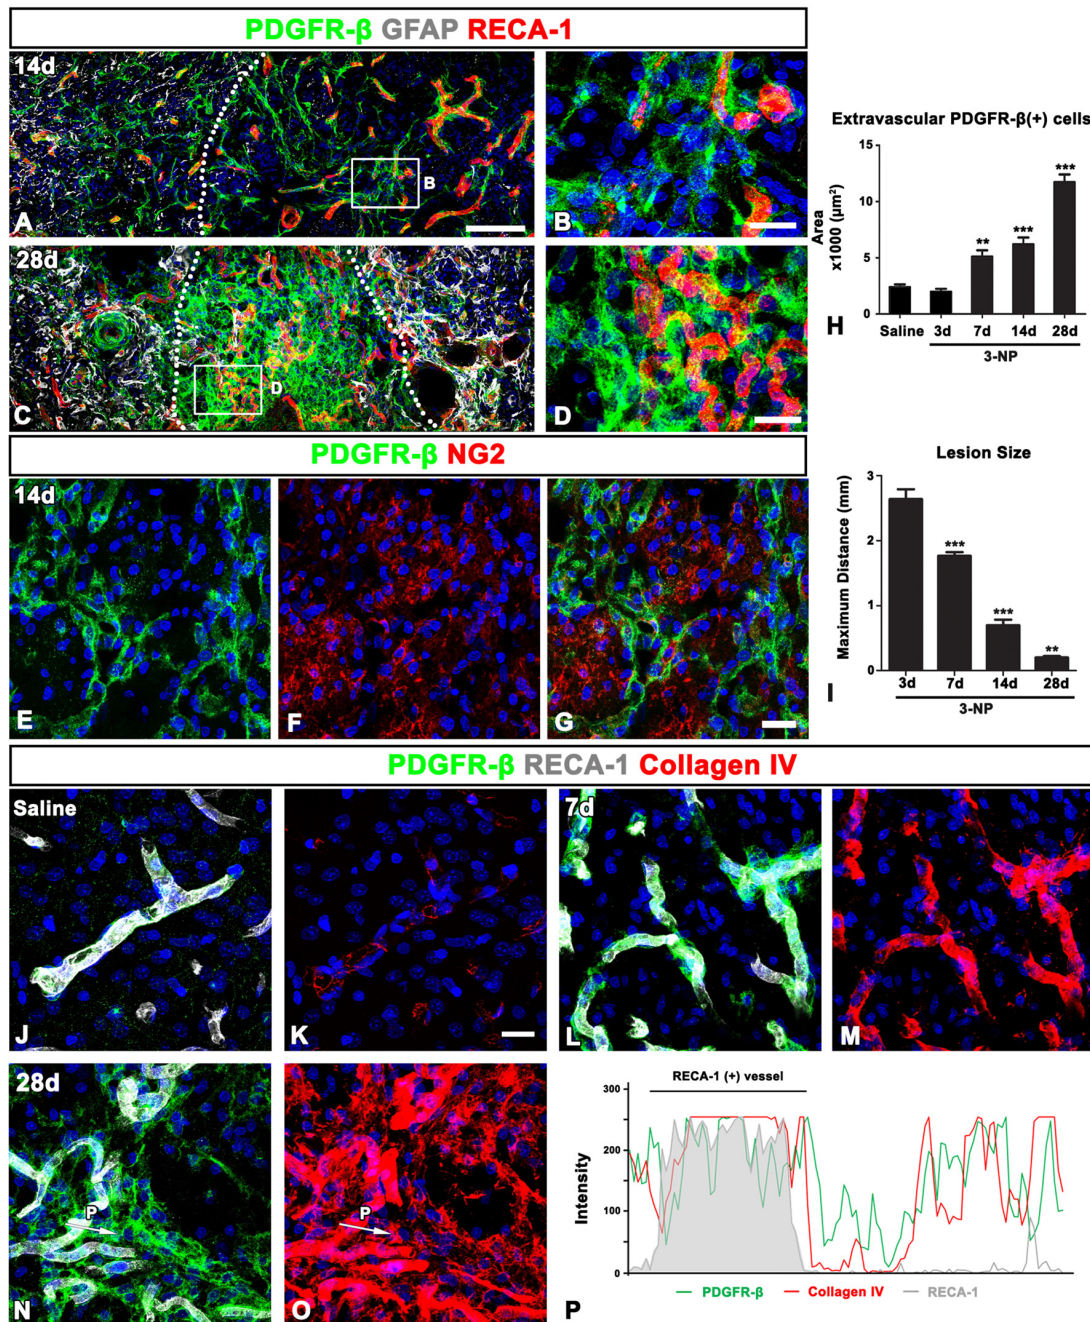 PDGFR-β GFAP RECA-1
14d
A
B
B
28d
C
D
D
Extravascular PDGFR-β(+) cells
Area
x1000 (µm²)
15
10
5
0
**
***
***
Saline 3d 7d 14d 28d
3-NP
H
PDGFR-β NG2
14d
E
F
G
Lesion Size
Maximum Distance (mm)
3
2
1
0
***
***
**
3d 7d 14d 28d
3-NP
I
PDGFR-β RECA-1 Collagen IV
Saline
J
K
7d
L
M
28d
P
N
P
O
RECA-1 (+) vessel
Intensity
300
200
100
0
PDGFR-β Collagen IV RECA-1
P